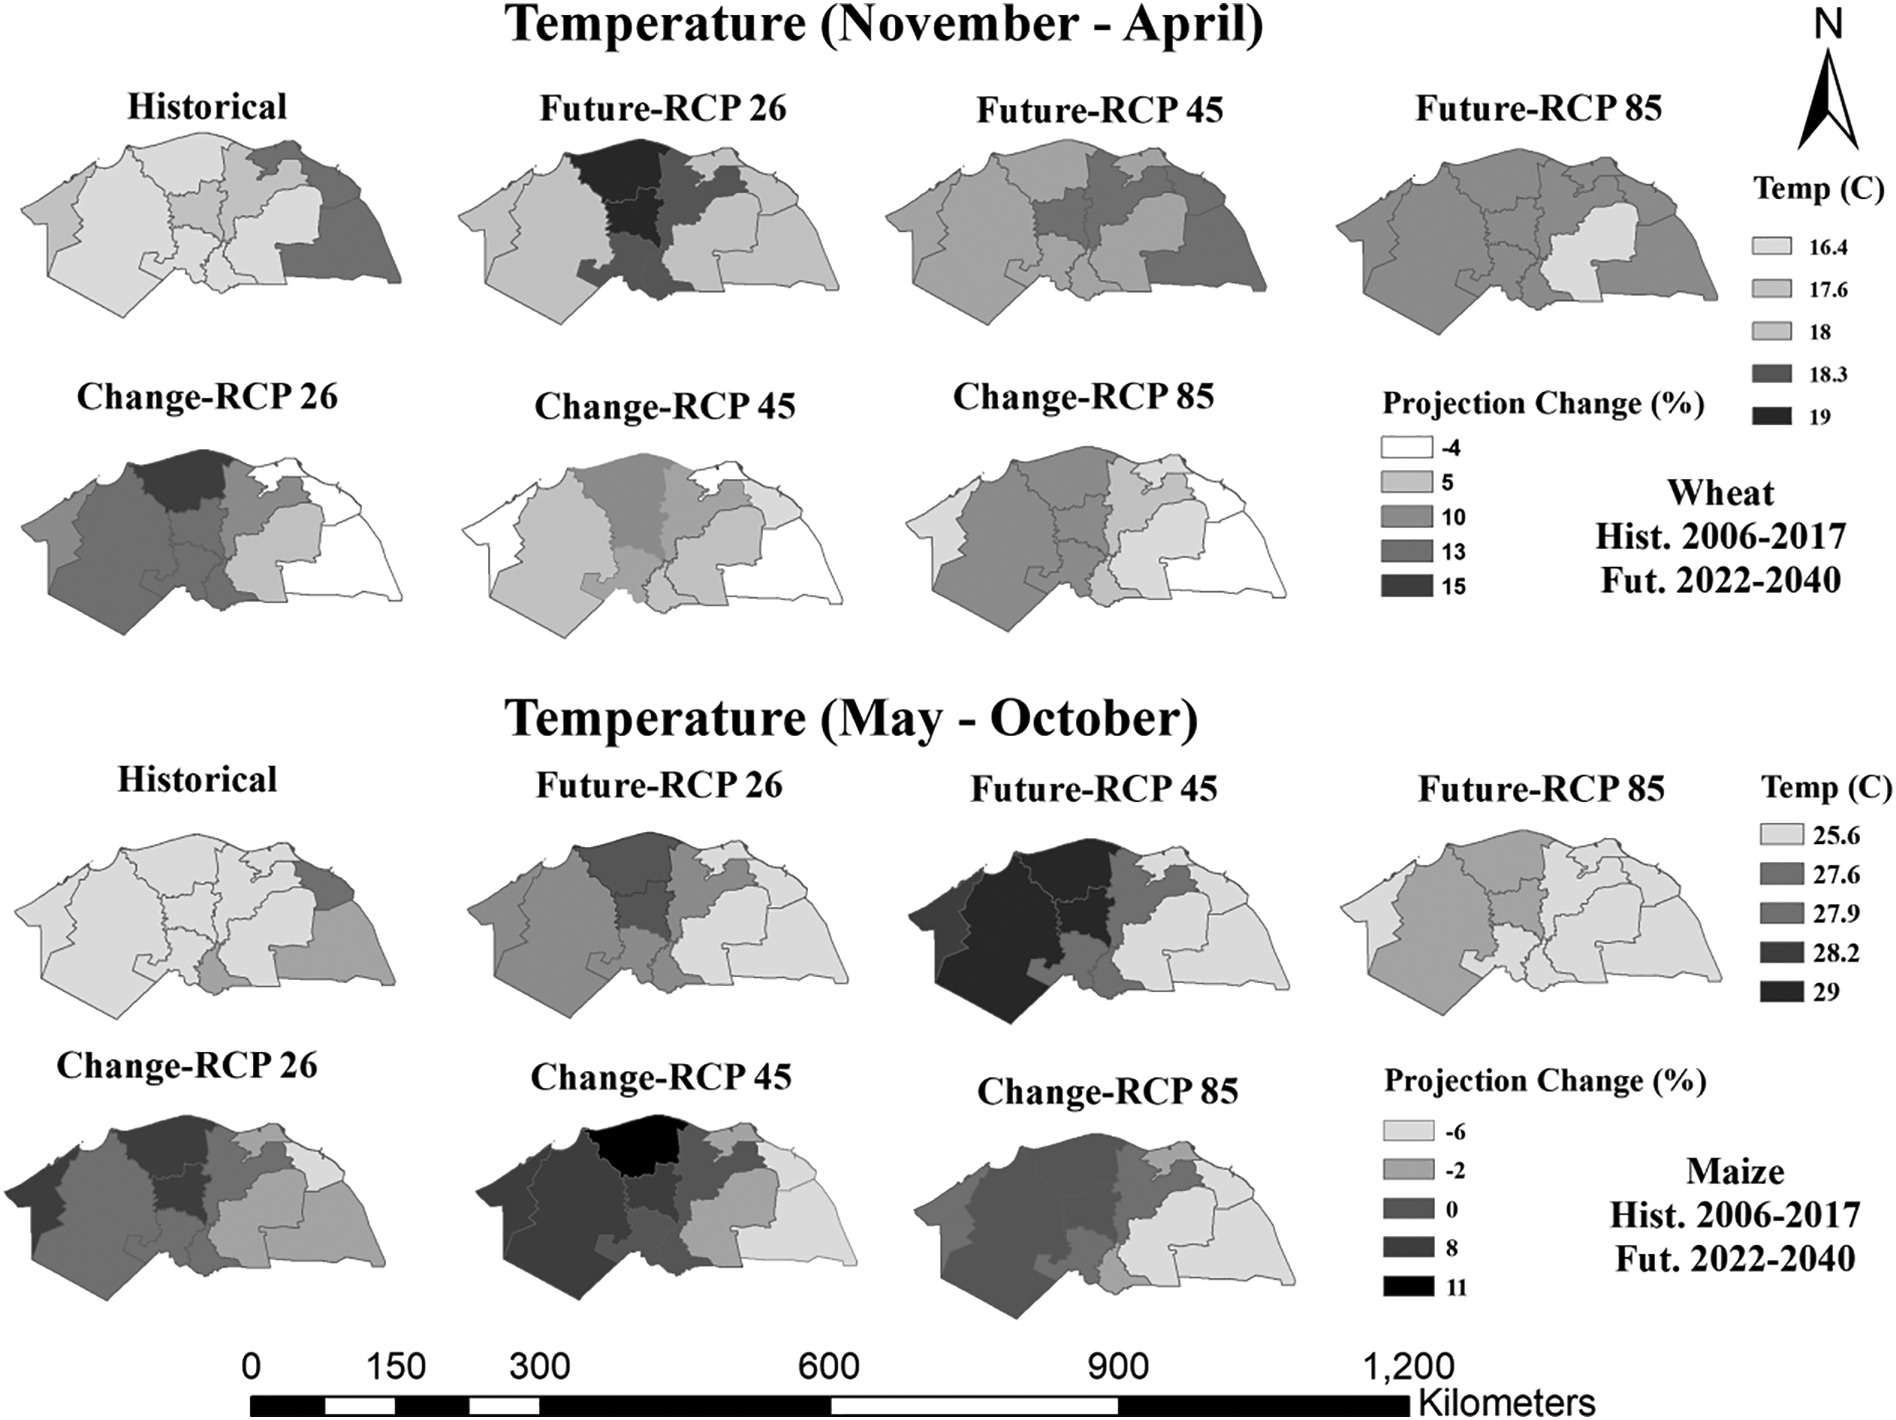 Temperature (November - April)
N
Historical
Future-RCP 26
Future-RCP 45
Future-RCP 85
Temp (C)
16.4
17.6
18
18.3
19
Change-RCP 26
Change-RCP 45
Change-RCP 85
Projection Change (%)
-4
5
10
13
15
Wheat
Hist. 2006-2017
Fut. 2022-2040
Temperature (May - October)
Historical
Future-RCP 26
Future-RCP 45
Future-RCP 85
Temp (C)
25.6
27.6
27.9
28.2
29
Change-RCP 26
Change-RCP 45
Change-RCP 85
Projection Change (%)
-6
-2
0
8
11
Maize
Hist. 2006-2017
Fut. 2022-2040
0 150 300 600 900 1,200
Kilometers